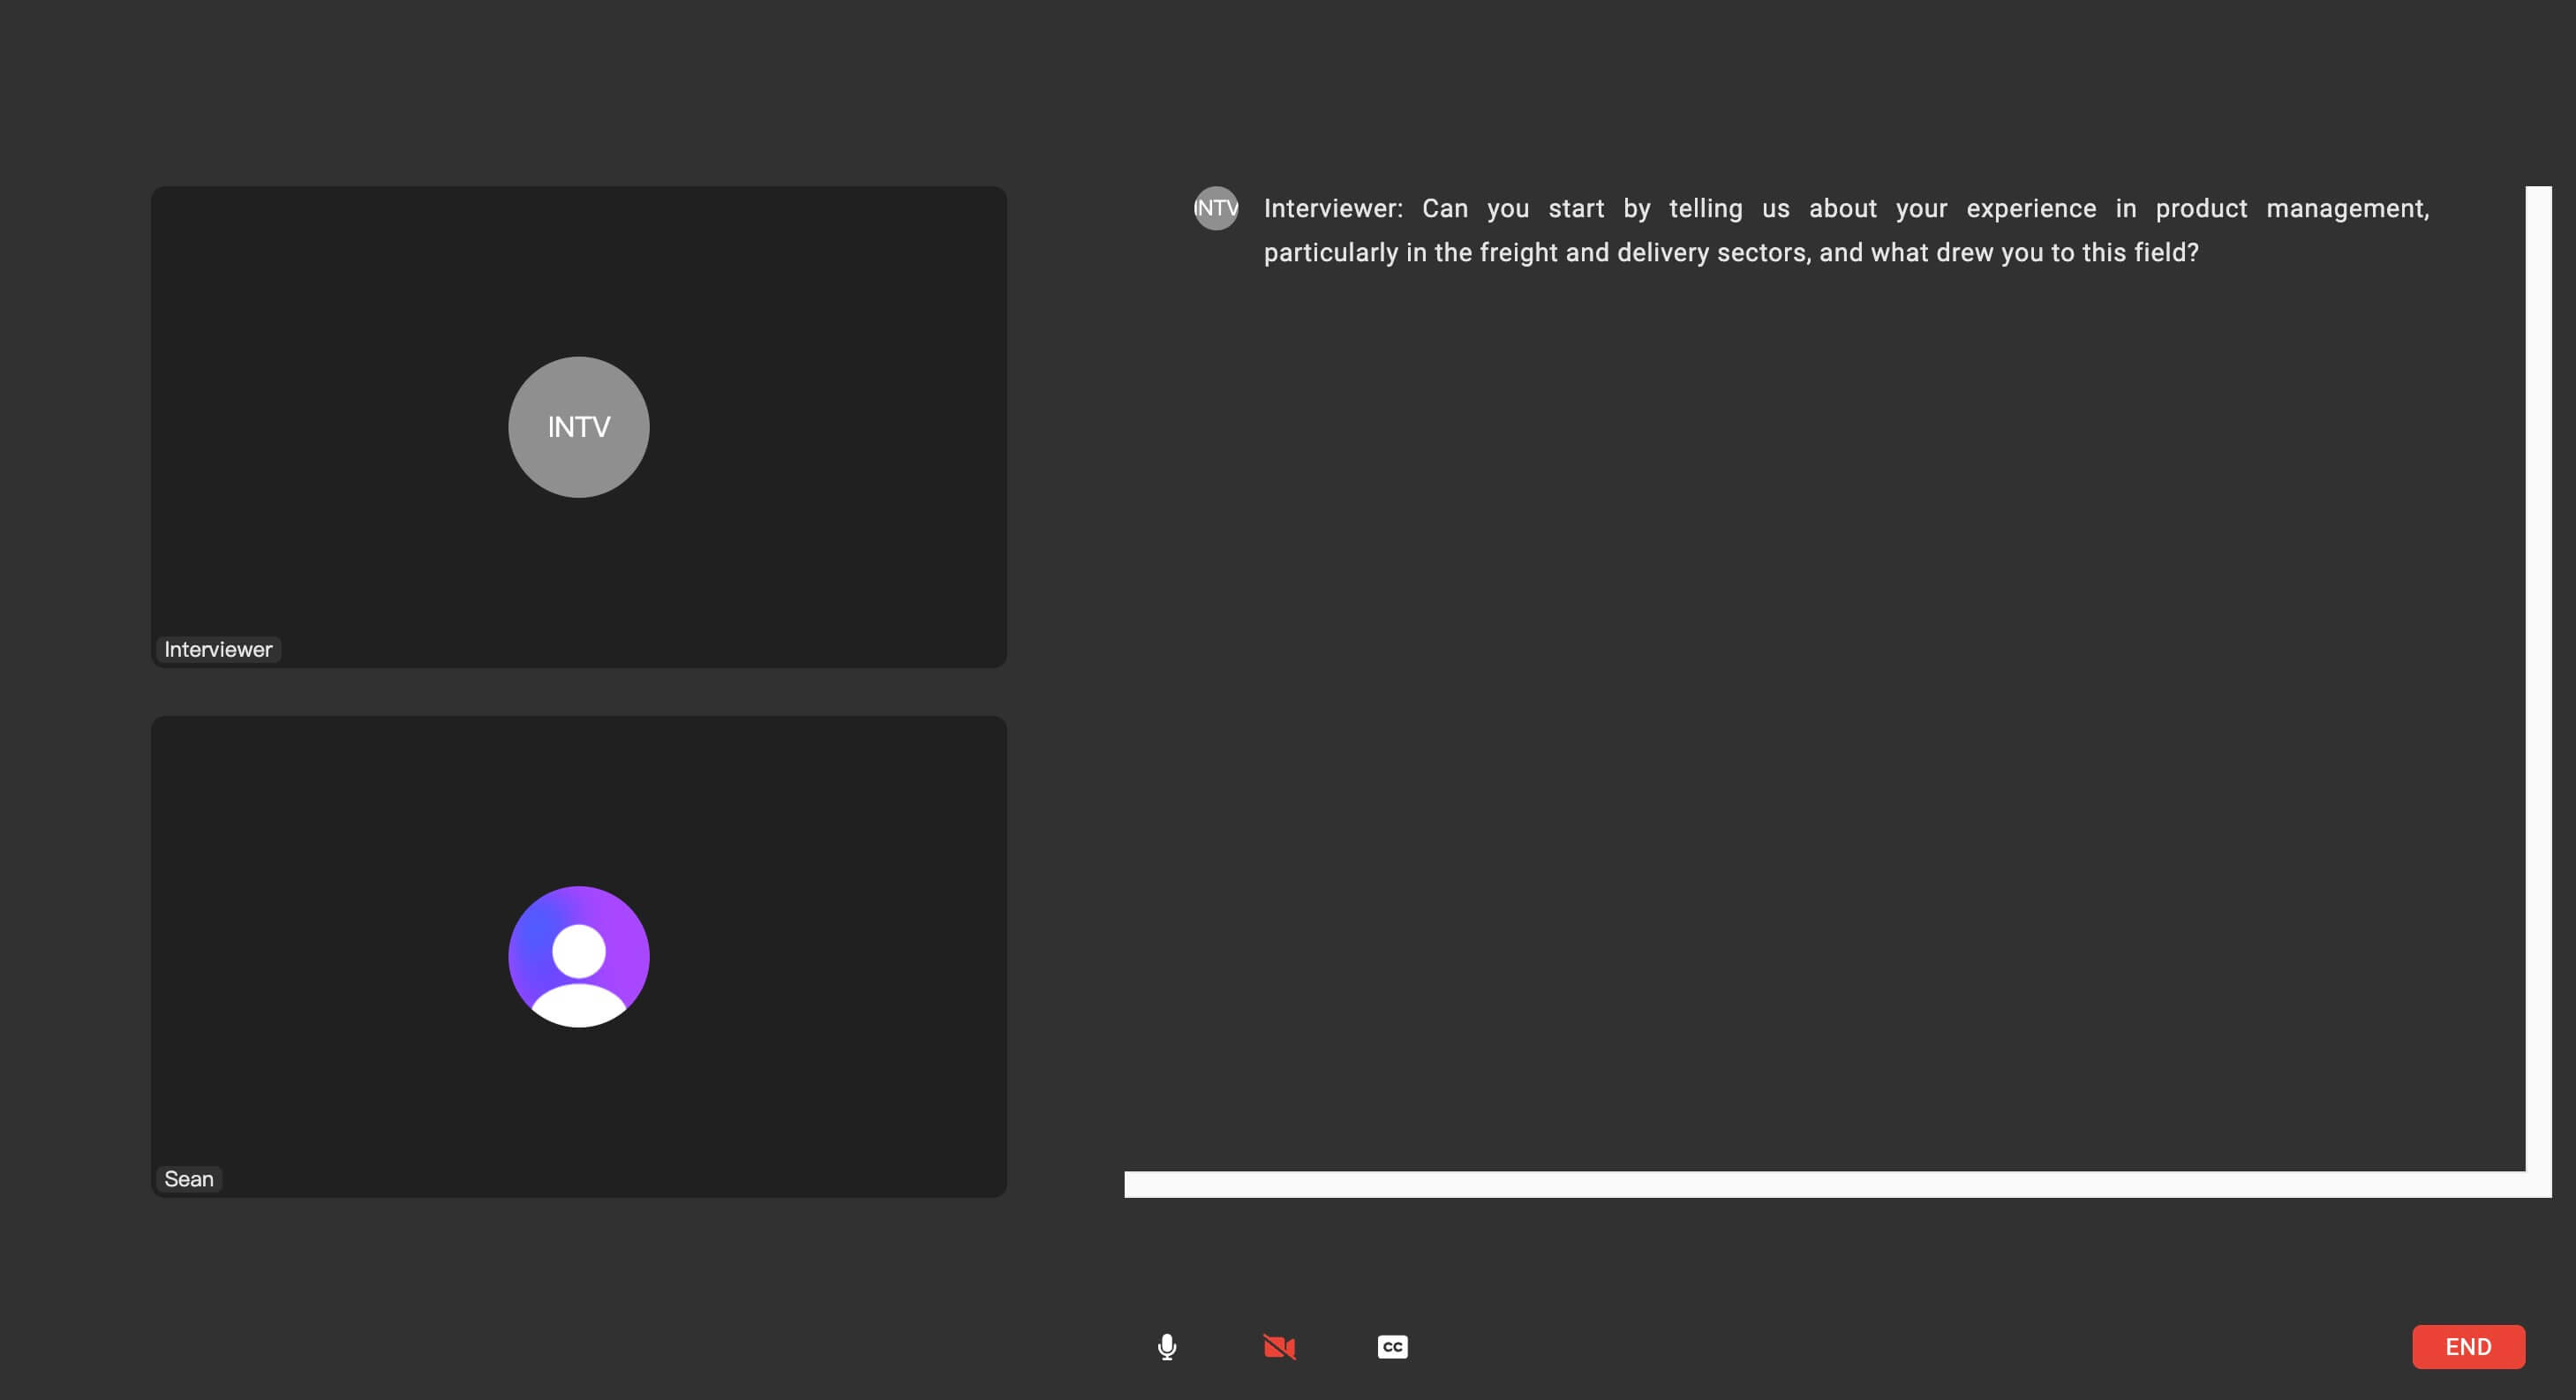 INTV
Interviewer
INTV
Interviewer: Can you start by telling us about your experience in product management,
particularly in the freight and delivery sectors, and what drew you to this field?
Sean
CC
END